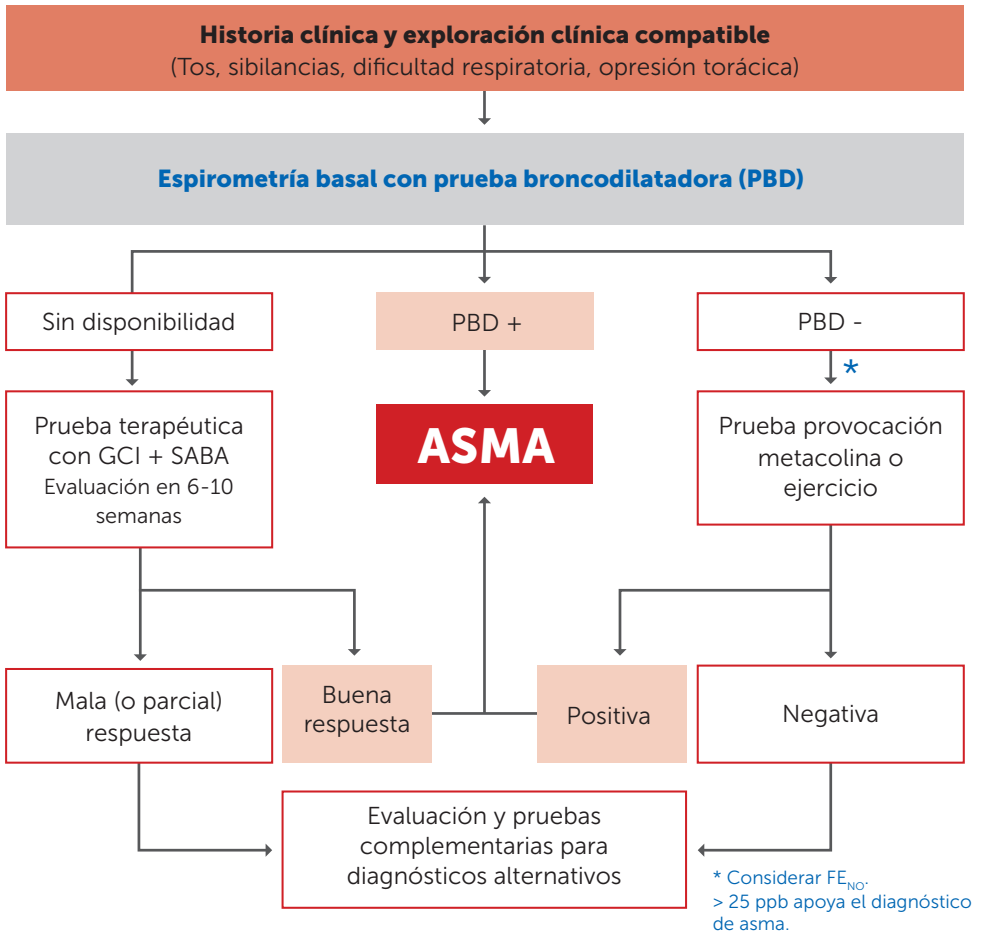 Historia clínica y exploración clínica compatible
(Tos, sibilancias, dificultad respiratoria, opresión torácica)
Espirometría basal con prueba broncodilatadora (PBD)
Sin disponibilidad
PBD +
PBD -
*
Prueba terapéutica
con GCI + SABA
Evaluación en 6-10
semanas
ASMA
Prueba provocación
metacolina o
ejercicio
Mala (o parcial)
respuesta
Buena
respuesta
Positiva
Negativa
Evaluación y pruebas
complementarias para
diagnósticos alternativos
* Considerar FE_NO.
> 25 ppb apoya el diagnóstico
de asma.